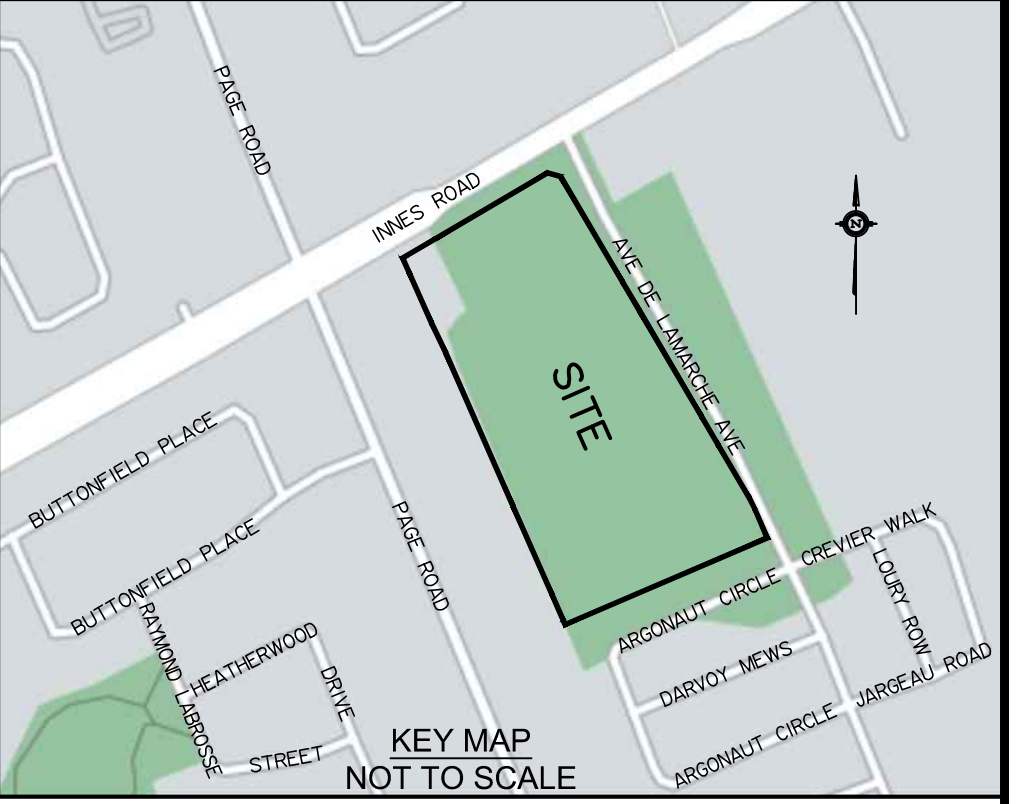 PAGE ROAD
INNES ROAD
N
AVE DE LAMARCHE AVE
SITE
BUTTONFIELD PLACE
BUTTONFIELD PLACE
PAGE ROAD
CREVIER WALK
ARGONAUT CIRCLE
LOURY ROW
RAYMOND LABROSSE
HEATHERWOOD
DRIVE
STREET
DARVOY MEWS
JARGEAU ROAD
ARGONAUT CIRCLE
KEY MAP
NOT TO SCALE